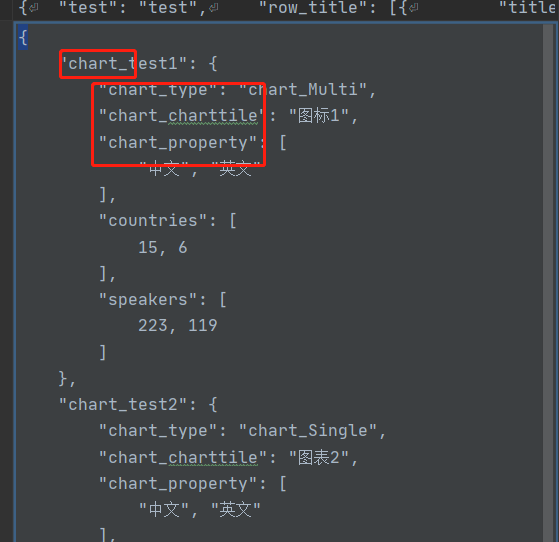 {⏎ "test": "test",⏎ "row_title": [{⏎ "title
{
"chart_test1": {
"chart_type": "chart_Multi",
"chart_charttile": "图标1",
"chart_property": [
"中文", "英文"
],
"countries": [
15, 6
],
"speakers": [
223, 119
]
},
"chart_test2": {
"chart_type": "chart_Single",
"chart_charttile": "图表2",
"chart_property": [
"中文", "英文"
],